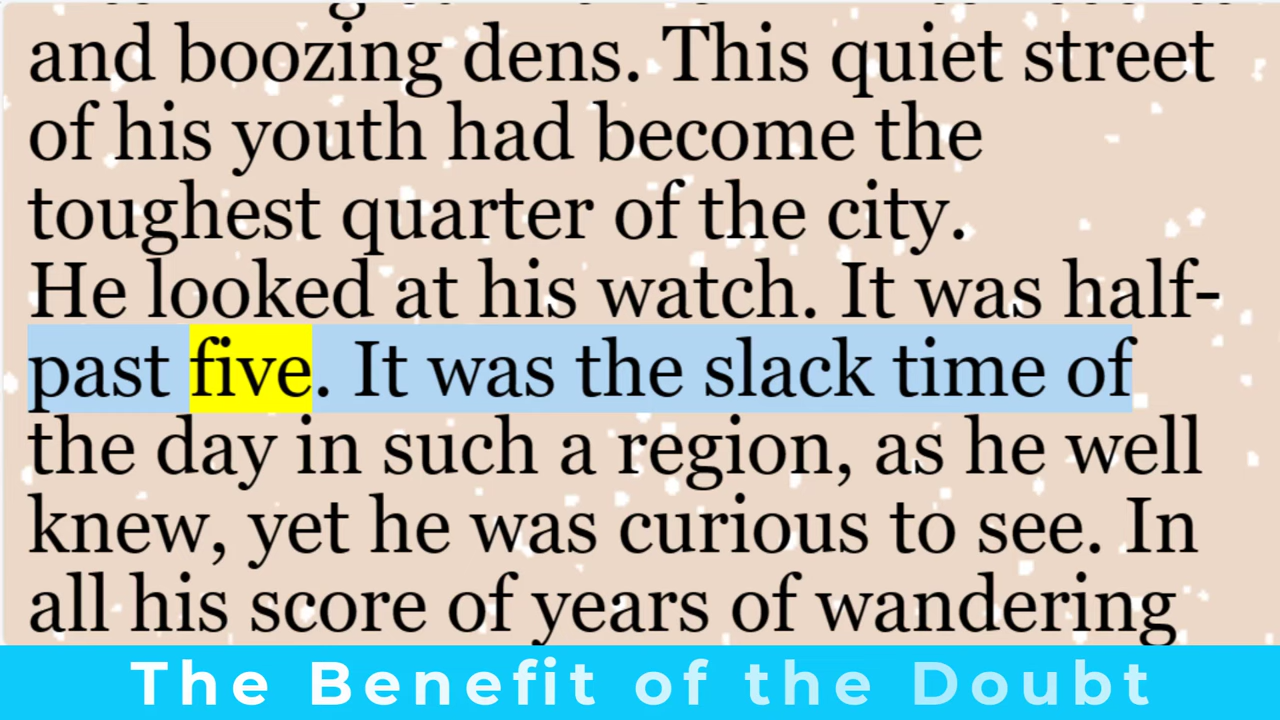 and boozing dens. This quiet street
of his youth had become the
toughest quarter of the city.
He looked at his watch. It was half-
past five. It was the slack time of
the day in such a region, as he well
knew, yet he was curious to see. In
all his score of years of wandering
The Benefit of the Doubt